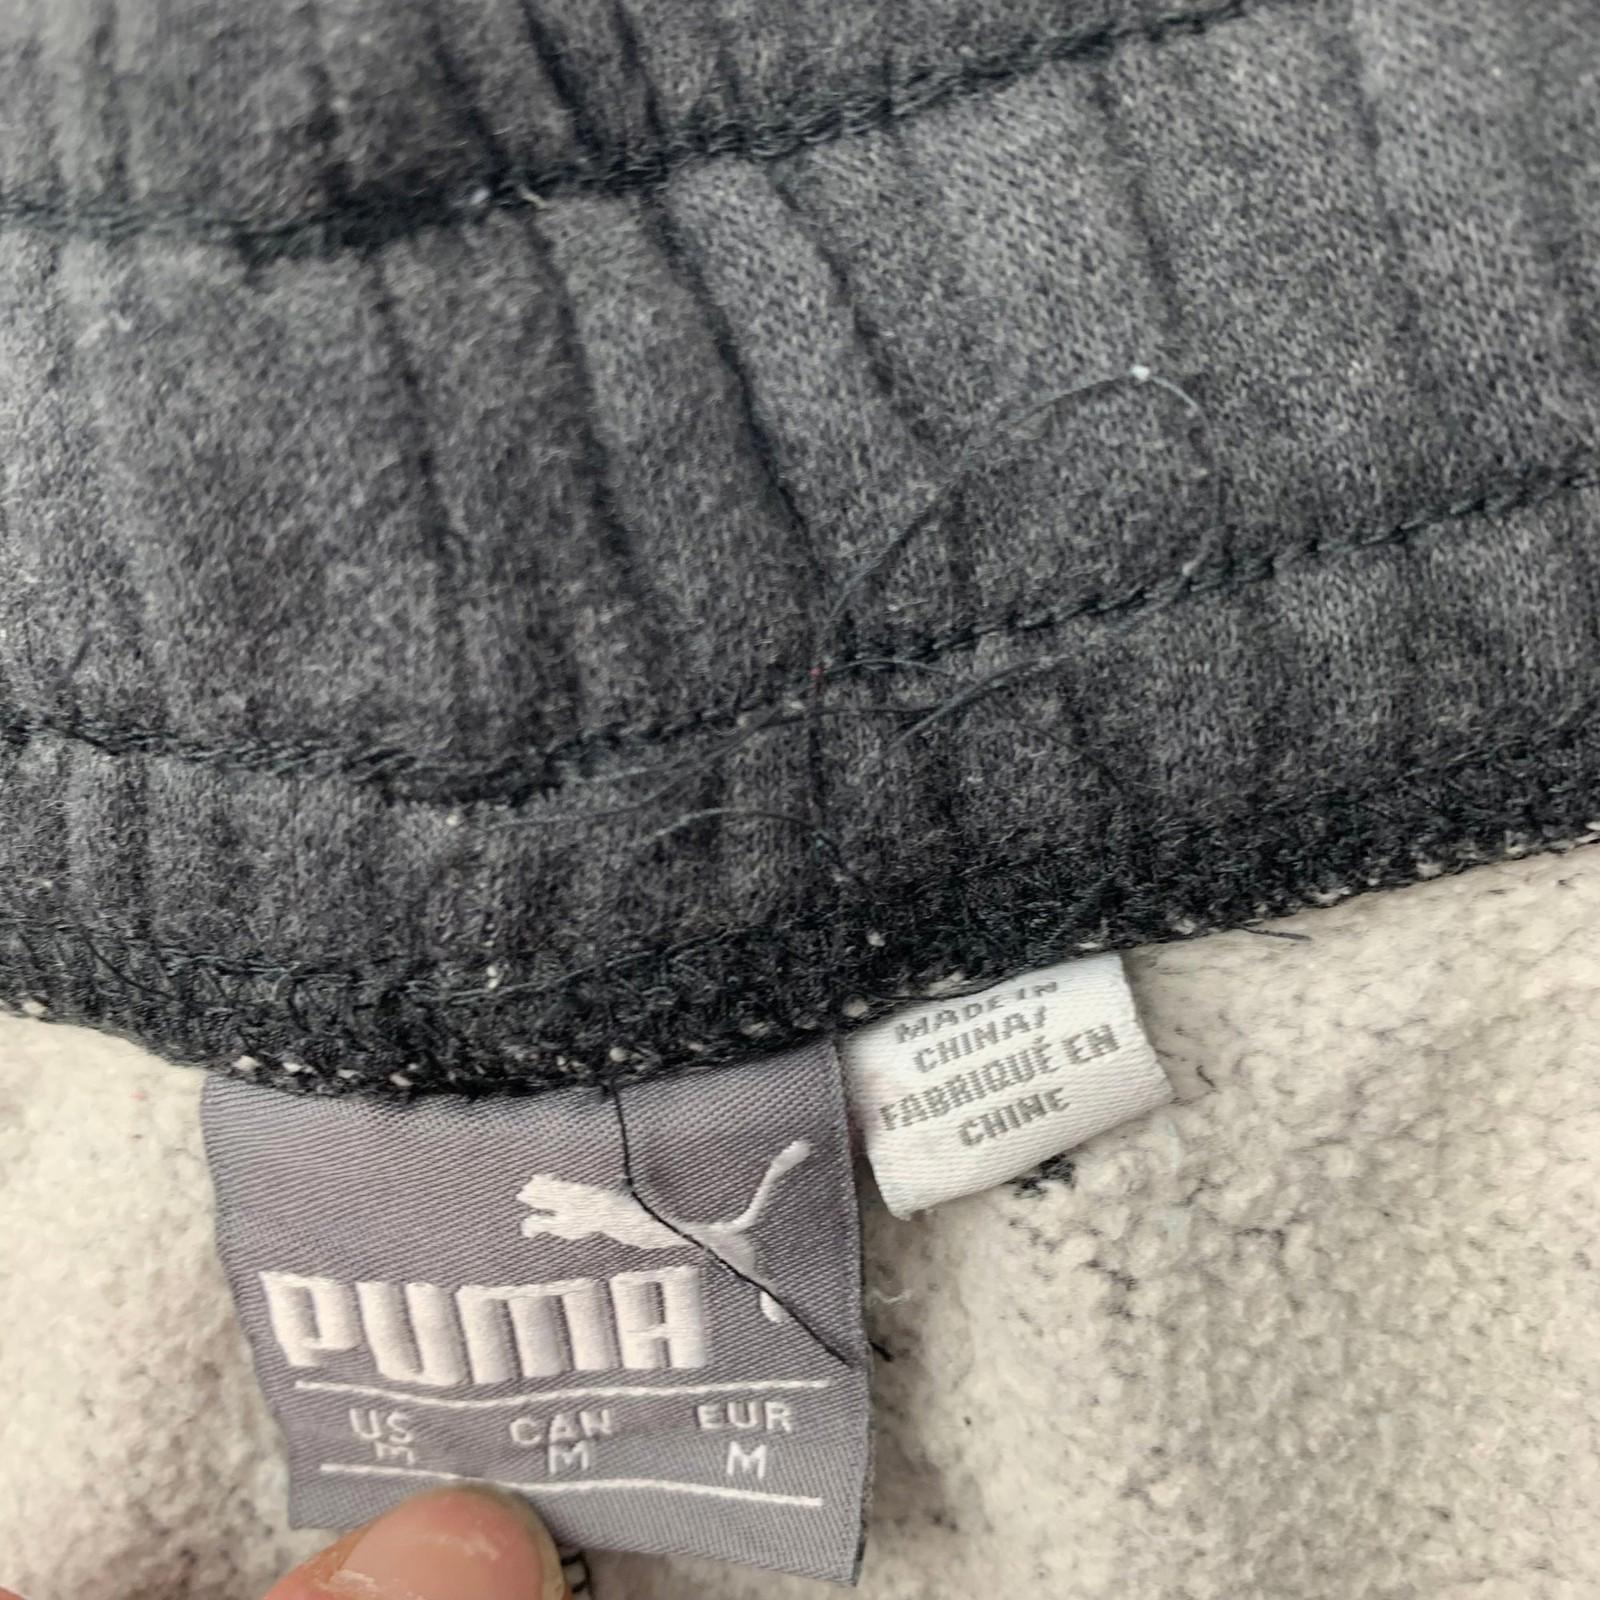 MADE IN
CHINA/
FABRIQUÉ EN
CHINE
PUMA
US CAN EUR
M M M